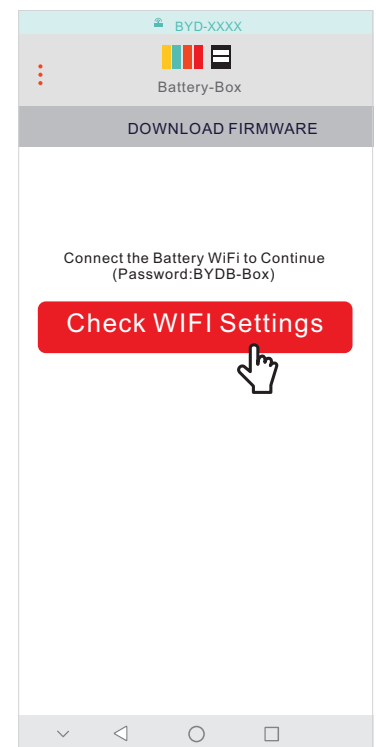 BYD-XXXX
Battery-Box
DOWNLOAD FIRMWARE
Connect the Battery WiFi to Continue
(Password:BYDB-Box)
Check WIFI Settings